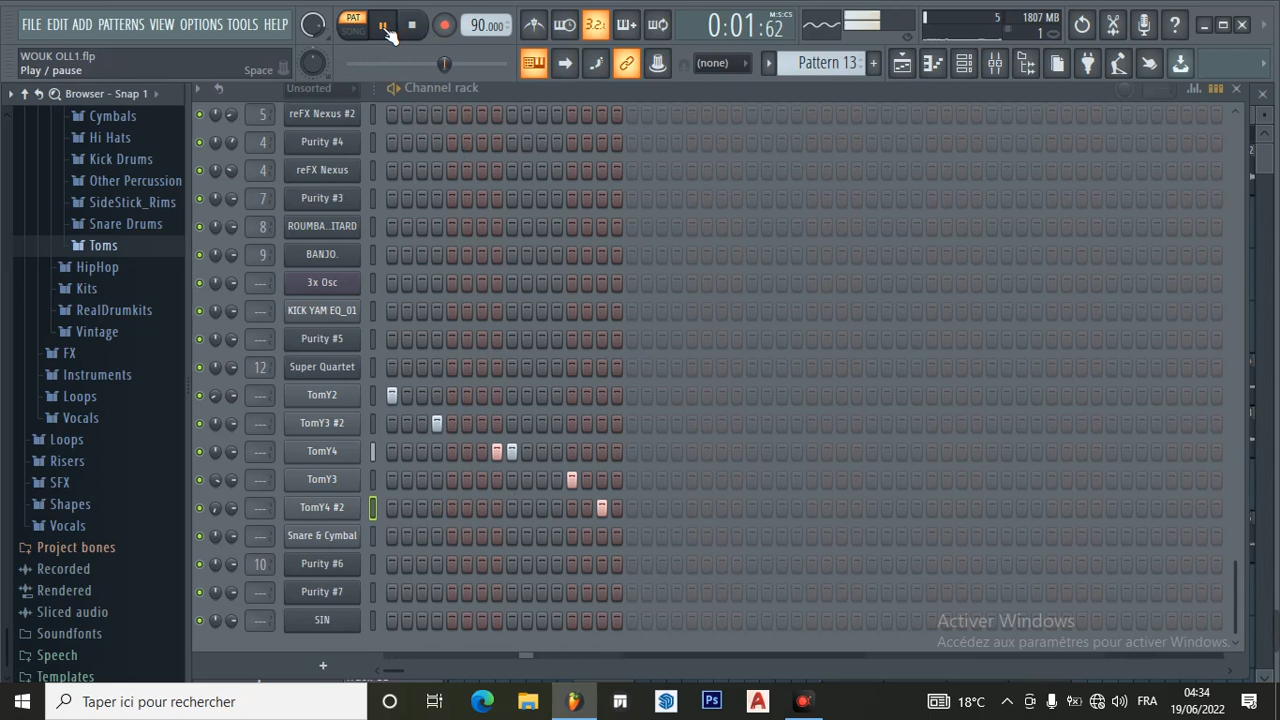 FILE EDIT ADD PATTERNS VIEW OPTIONS TOOLS HELP
PAT
SONG
90.000
3.2.
0:01:62
M:S:CS
5
1807 MB
1
WOUK OLL1.flp
Play / pause
Space
(none)
Pattern 13
Browser - Snap 1
Unsorted
Channel rack
Cymbals
Hi Hats
Kick Drums
Other Percussion
SideStick_Rims
Snare Drums
Toms
HipHop
Kits
RealDrumkits
Vintage
FX
Instruments
Loops
Vocals
Loops
Risers
SFX
Shapes
Vocals
Project bones
Recorded
Rendered
Sliced audio
Soundfonts
Speech
Templates
5 reFX Nexus #2
4 Purity #4
4 reFX Nexus
7 Purity #3
8 ROUMBA..ITARD
9 BANJO.
--- 3x Osc
--- KICK YAM EQ_01
--- Purity #5
12 Super Quartet
--- TomY2
--- TomY3 #2
--- TomY4
--- TomY3
--- TomY4 #2
--- Snare & Cymbal
10 Purity #6
--- Purity #7
--- SIN
Activer Windows
Accédez aux paramètres pour activer Windows.
Taper ici pour rechercher
Ps
A
18°C
FRA
04:34
19/06/2022